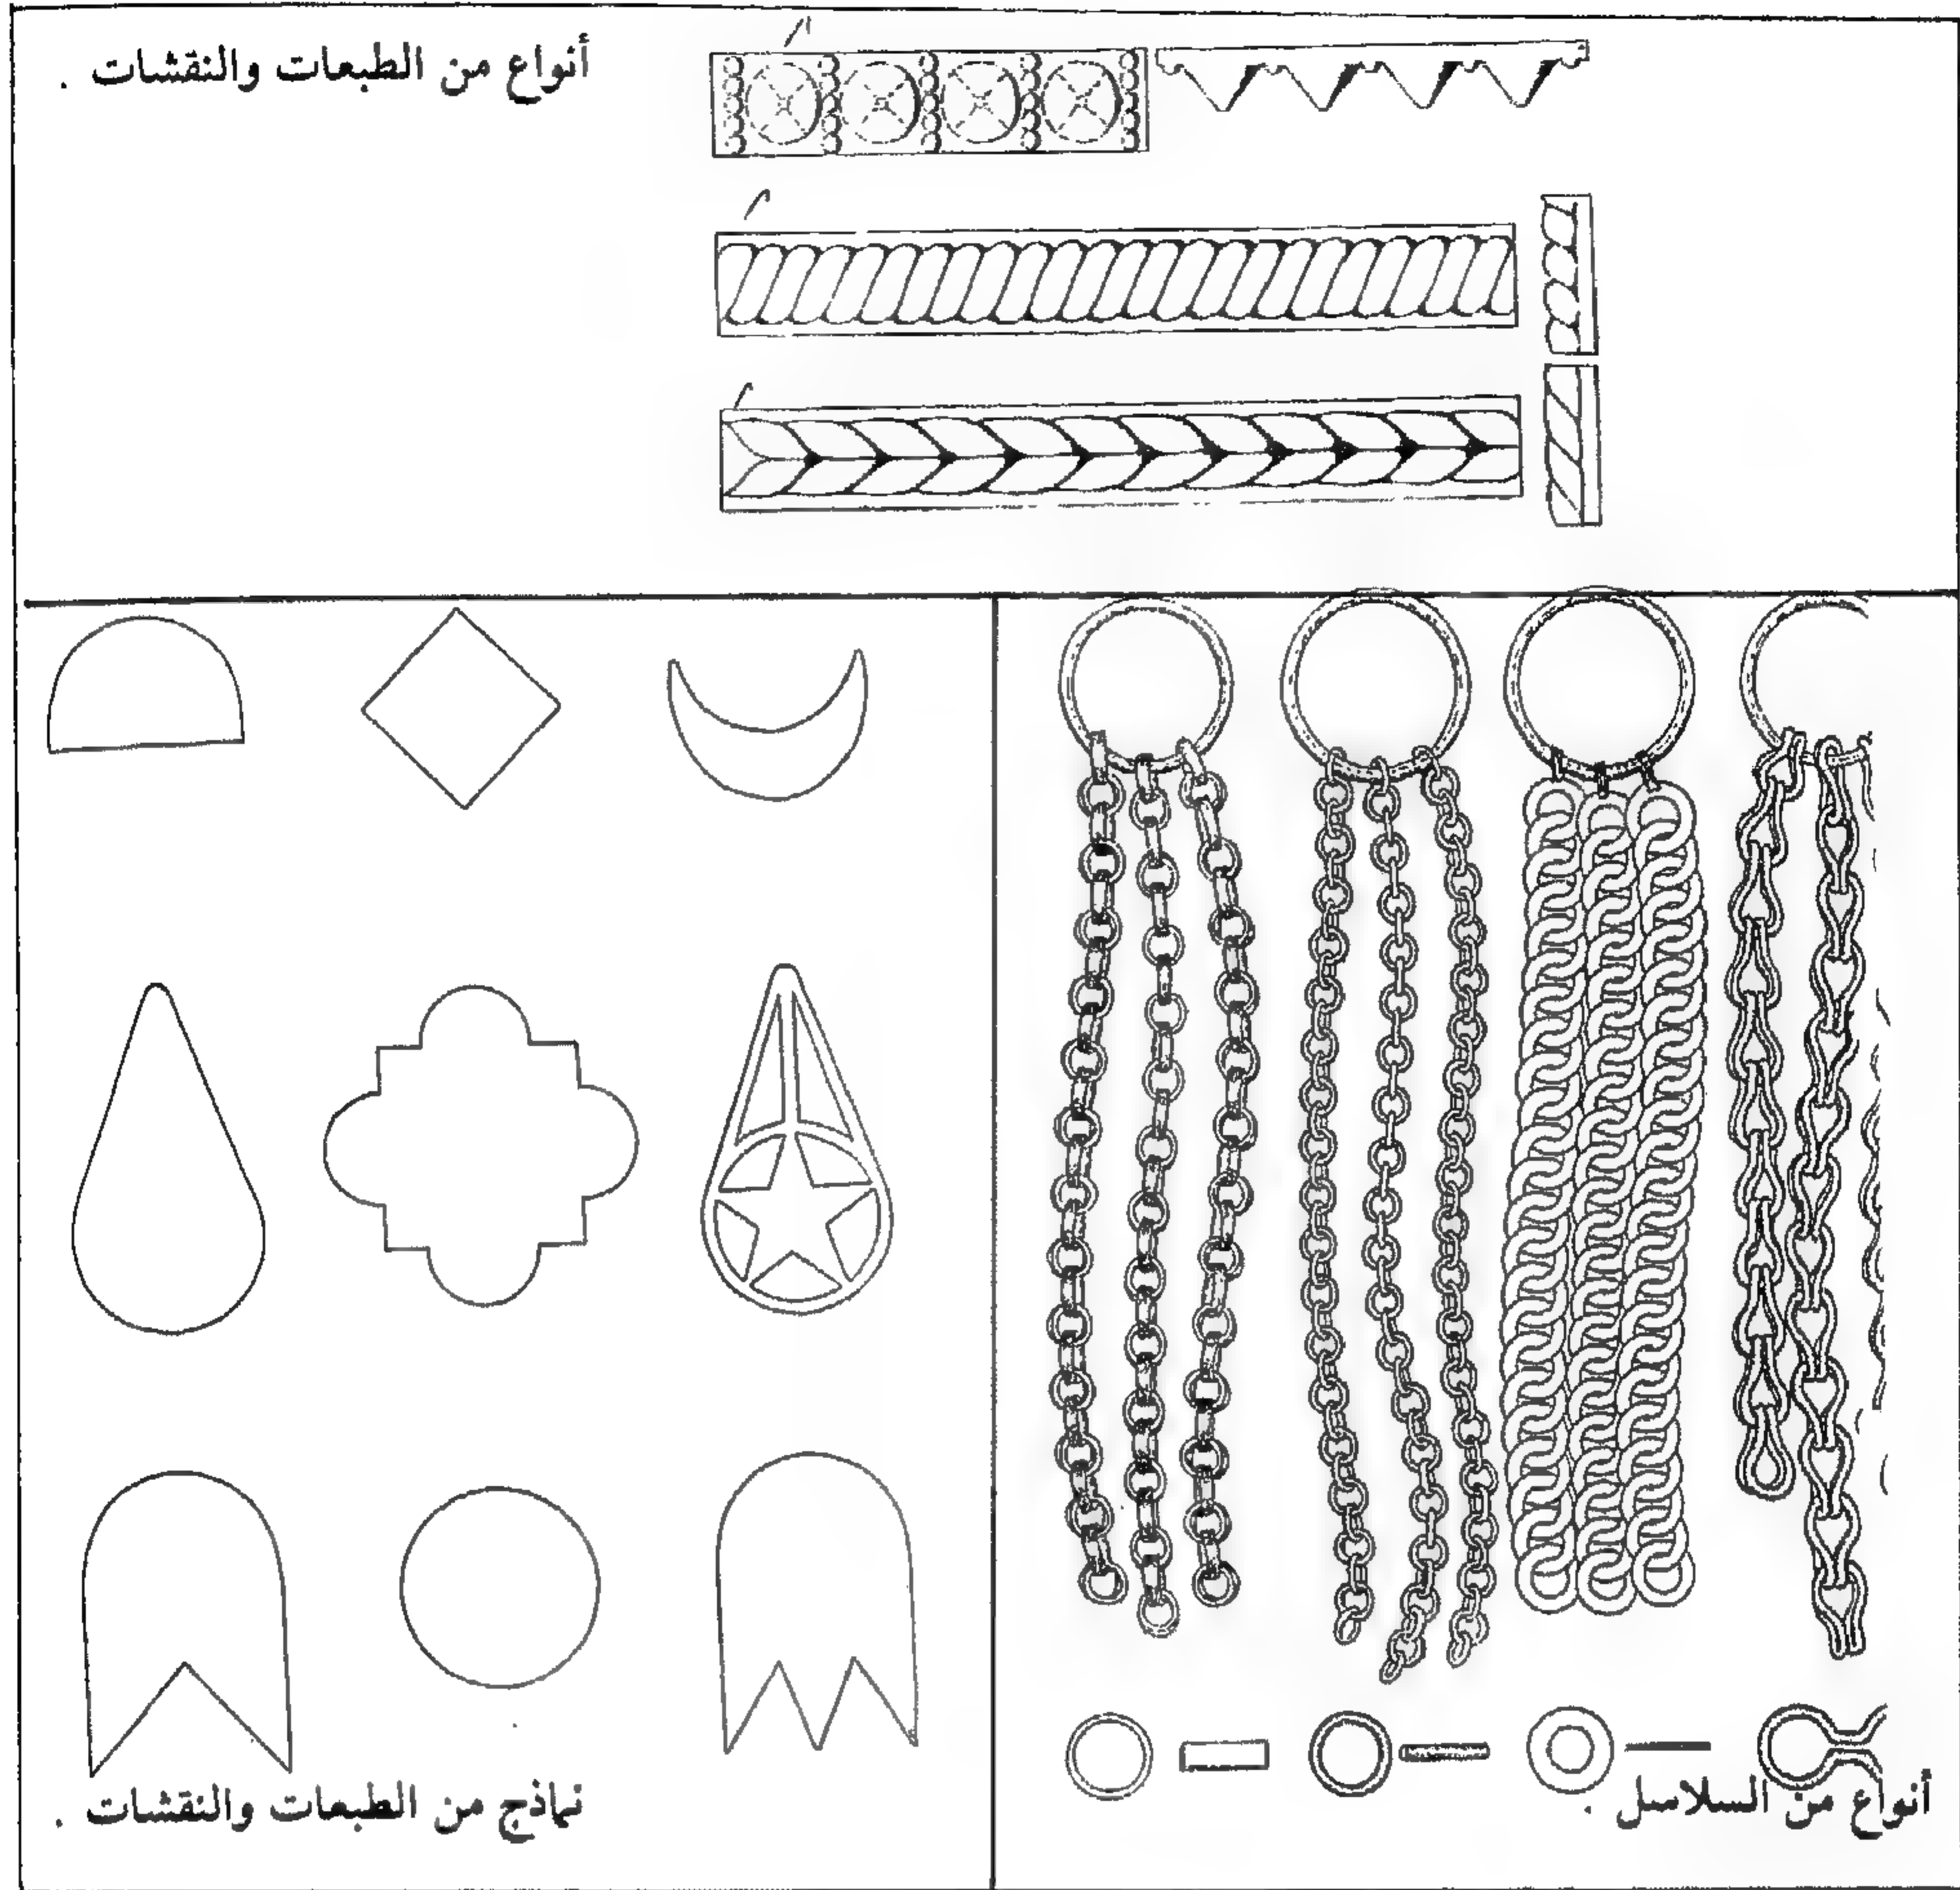 أنواع من الطبعات والنقشات .
أنواع من السلاسل .
نماذج من الطبعات والنقشات .